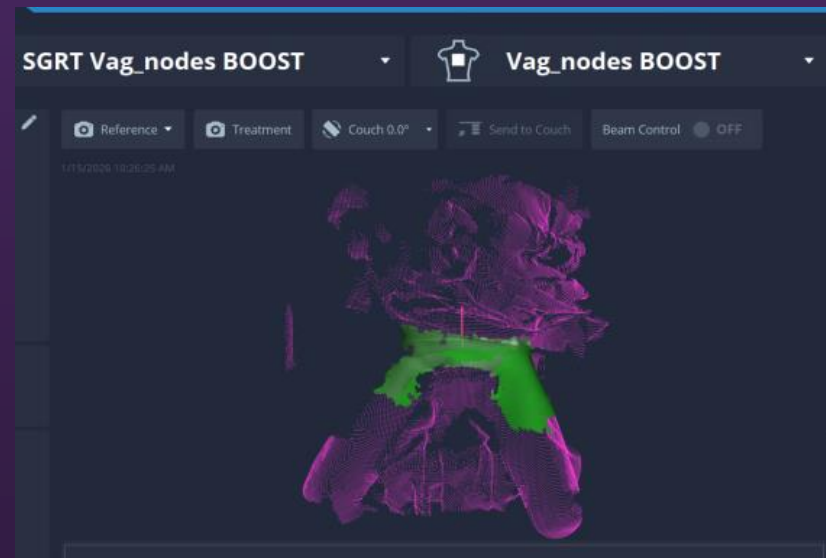 SGRT Vag_nodes BOOST
Vag_nodes BOOST
Reference
Treatment
Couch 0.0°
Send to Couch
Beam Control
OFF
1/15/2026 10:26:25 AM